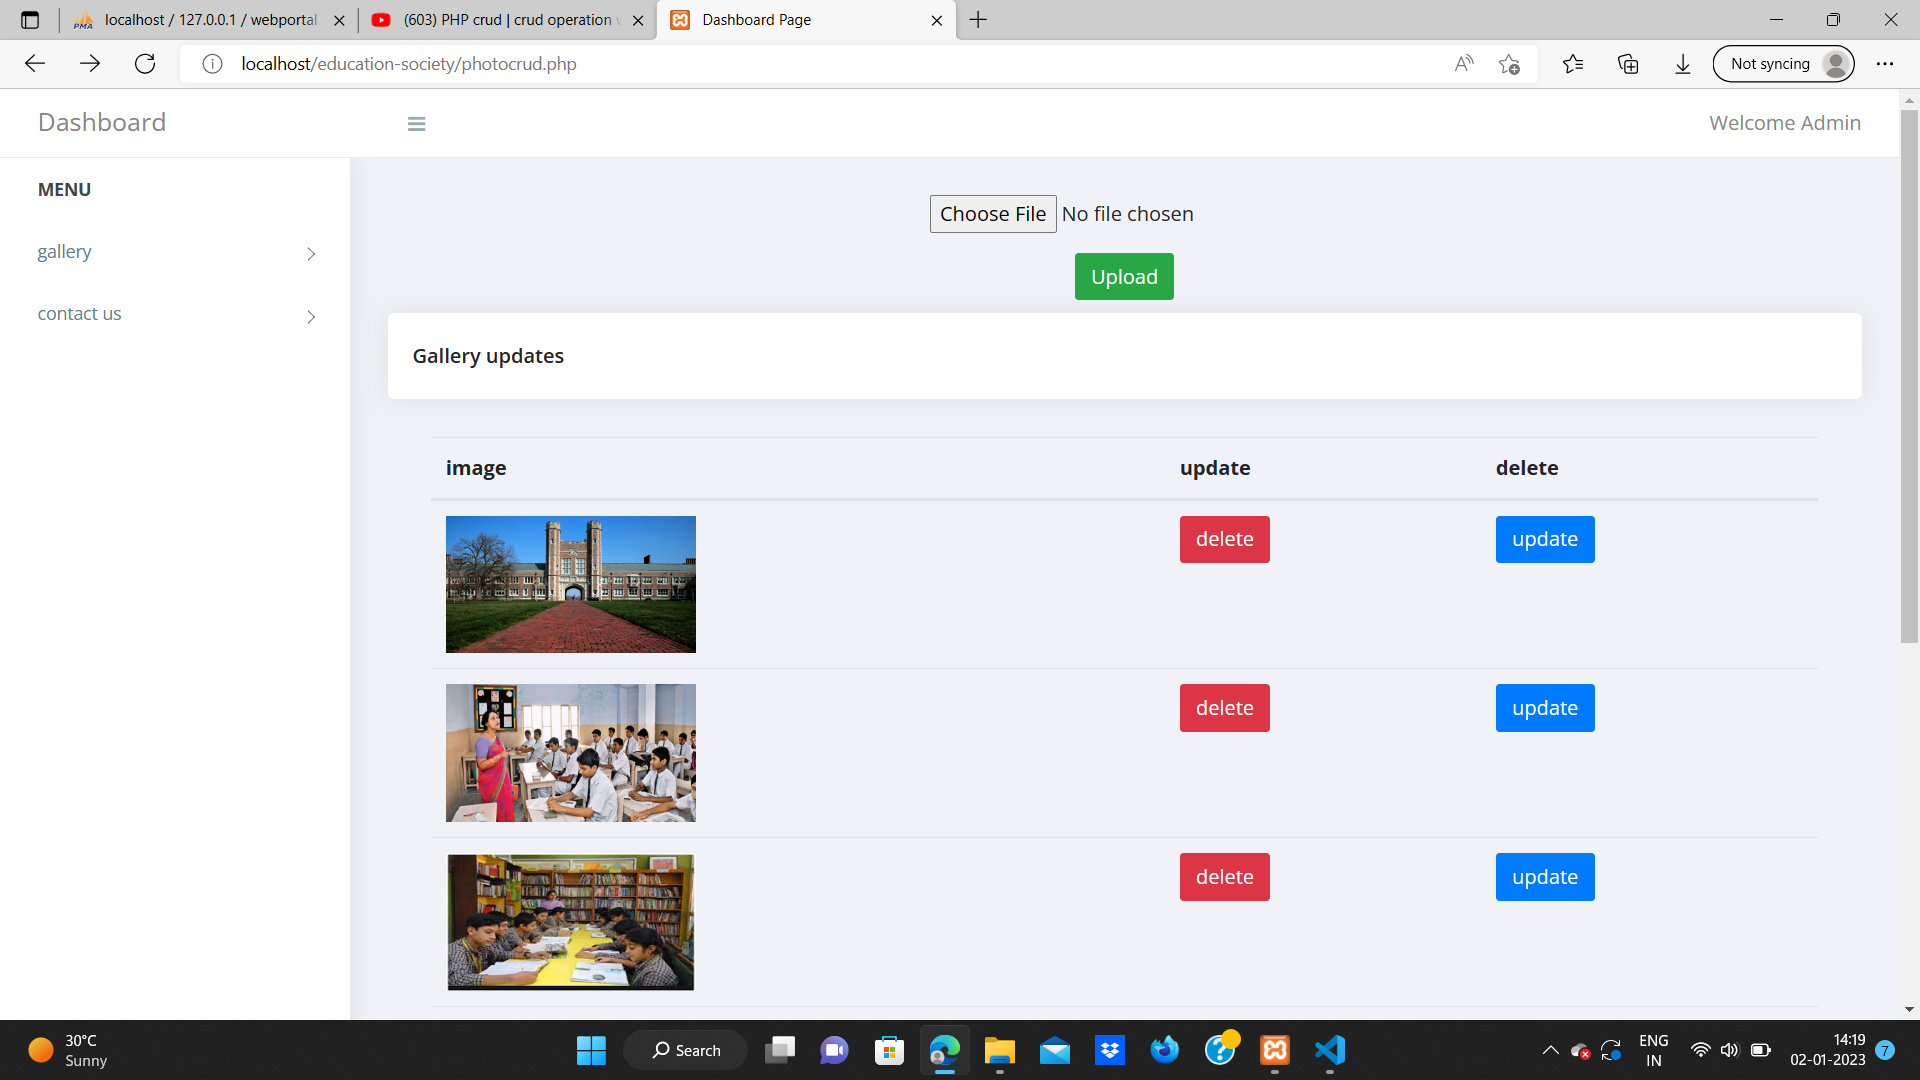 localhost / 127.0.0.1 / webportal
(603) PHP crud | crud operation w
Dashboard Page
localhost/education-society/photocrud.php
Not syncing
Dashboard
Welcome Admin
MENU
gallery
contact us
Choose File No file chosen
Upload
Gallery updates
image update delete
delete update
delete update
delete update
30°C
Sunny
Search
ENG
IN
14:19
02-01-2023
7